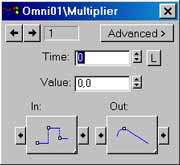 Omni01\Multiplier
1 Advanced >
Time: 0 L
Value: 0,0
In: Out: